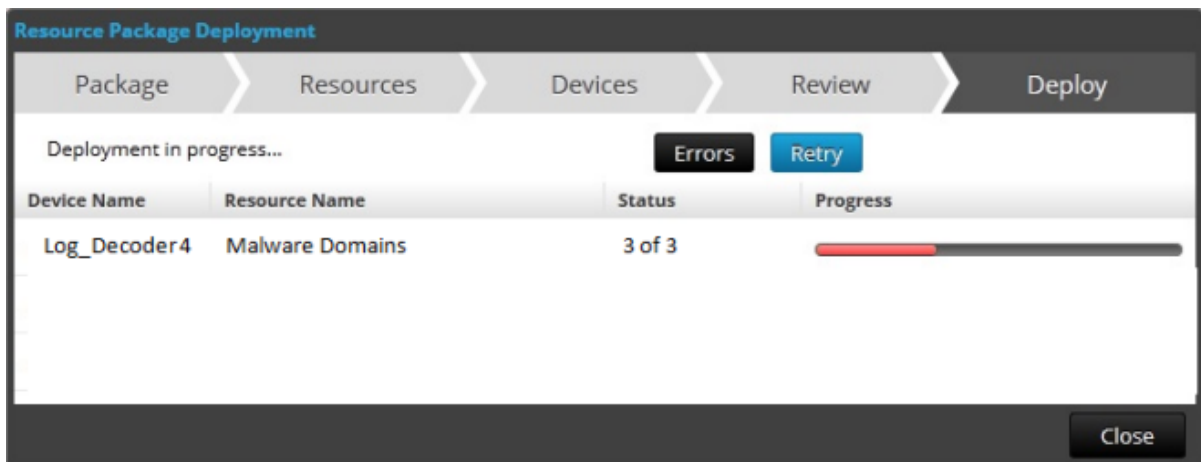 Resource Package Deployment
Package Resources Devices Review Deploy
Deployment in progress... Errors Retry
Device Name Resource Name Status Progress
Log_Decoder4 Malware Domains 3 of 3
Close